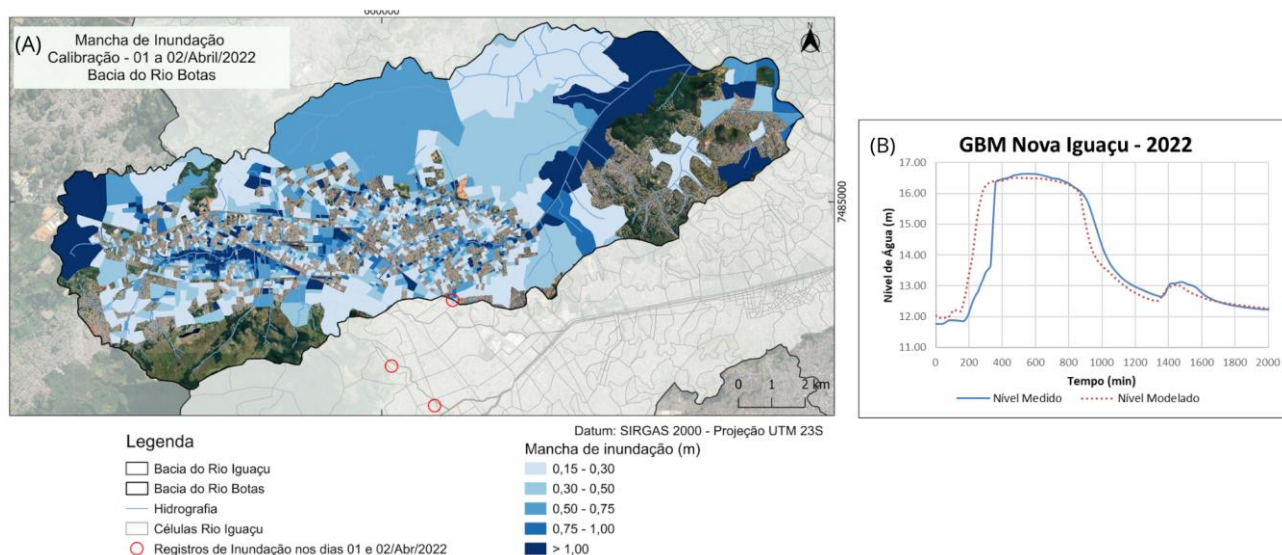 (A)
Mancha de Inundação
Calibração - 01 a 02/Abril/2022
Bacia do Rio Botas
N
7485000
0 1 2 km
Datum: SIRGAS 2000 - Projeção UTM 23S
Legenda
Bacia do Rio Iguaçu
Bacia do Rio Botas
Hidrografia
Células Rio Iguaçu
Registros de Inundação nos dias 01 e 02/Abr/2022
Mancha de inundação (m)
0,15 - 0,30
0,30 - 0,50
0,50 - 0,75
0,75 - 1,00
> 1,00
(B)
GBM Nova Iguaçu - 2022
Nível de Água (m)
17.00
16.00
15.00
14.00
13.00
12.00
11.00
0 200 400 600 800 1000 1200 1400 1600 1800 2000
Tempo (min)
Nível Medido Nível Modelado